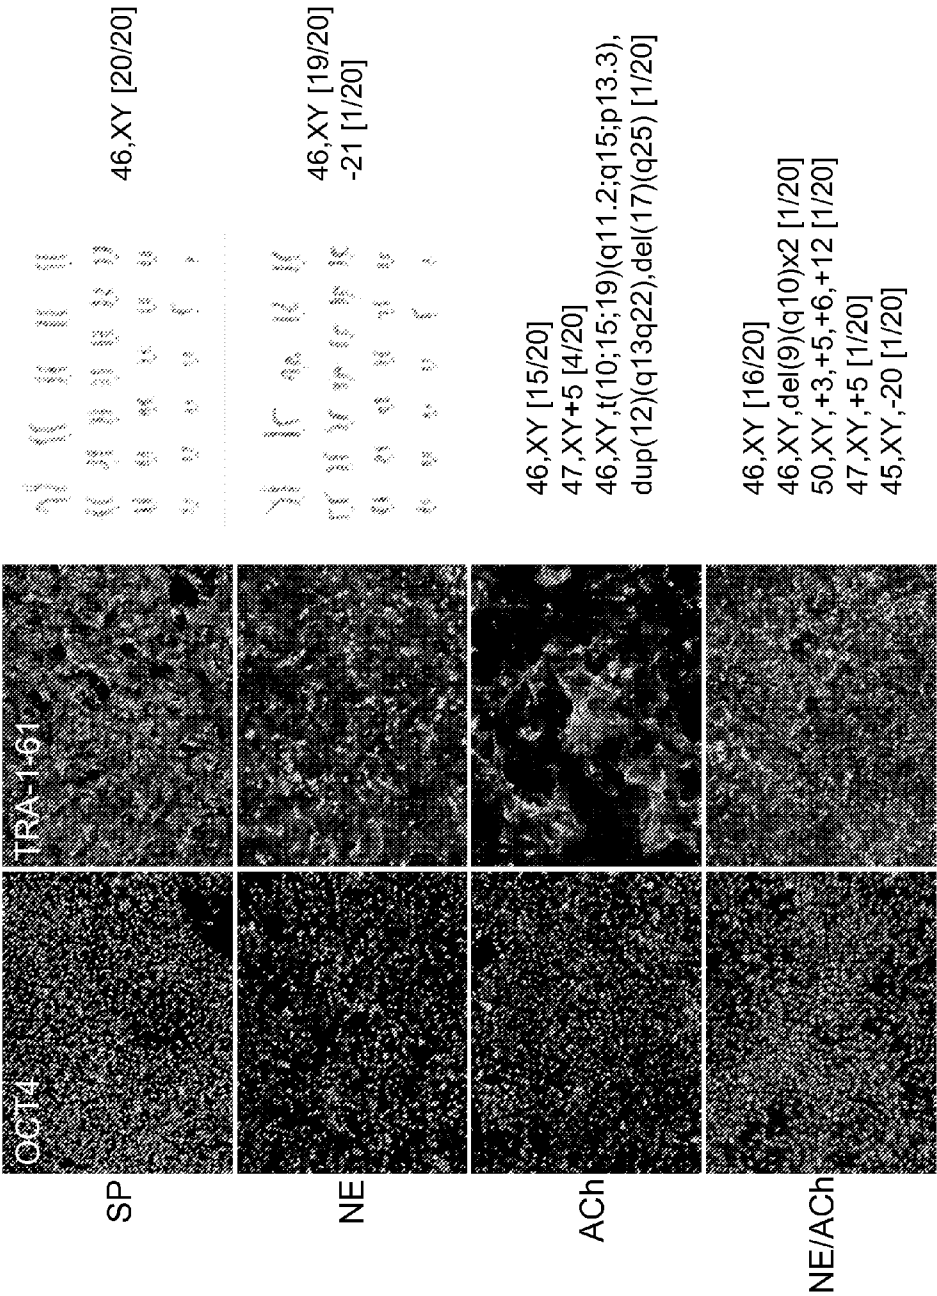 OCT4
TRA-1-61
SP
46,XY [20/20]
NE
46,XY [19/20]
-21 [1/20]
ACh
46,XY [15/20]
47,XY+5 [4/20]
46,XY,t(10;15;19)(q11.2;q15;p13.3),
dup(12)(q13q22),del(17)(q25) [1/20]
NE/ACh
46,XY [16/20]
46,XY,del(9)(q10)x2 [1/20]
50,XY,+3,+5,+6,+12 [1/20]
47,XY,+5 [1/20]
45,XY,-20 [1/20]